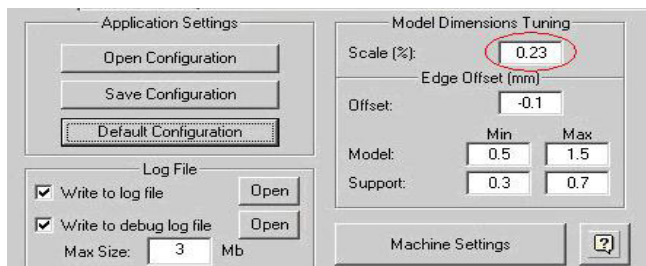 Application Settings
Open Configuration
Save Configuration
Default Configuration
Log File
Write to log file
Open
Write to debug log file
Open
Max Size:
3
Mb
Model Dimensions Tuning
Scale (%):
0.23
Edge Offset (mm)
Offset:
-0.1
Min
Max
Model:
0.5
1.5
Support:
0.3
0.7
Machine Settings
?